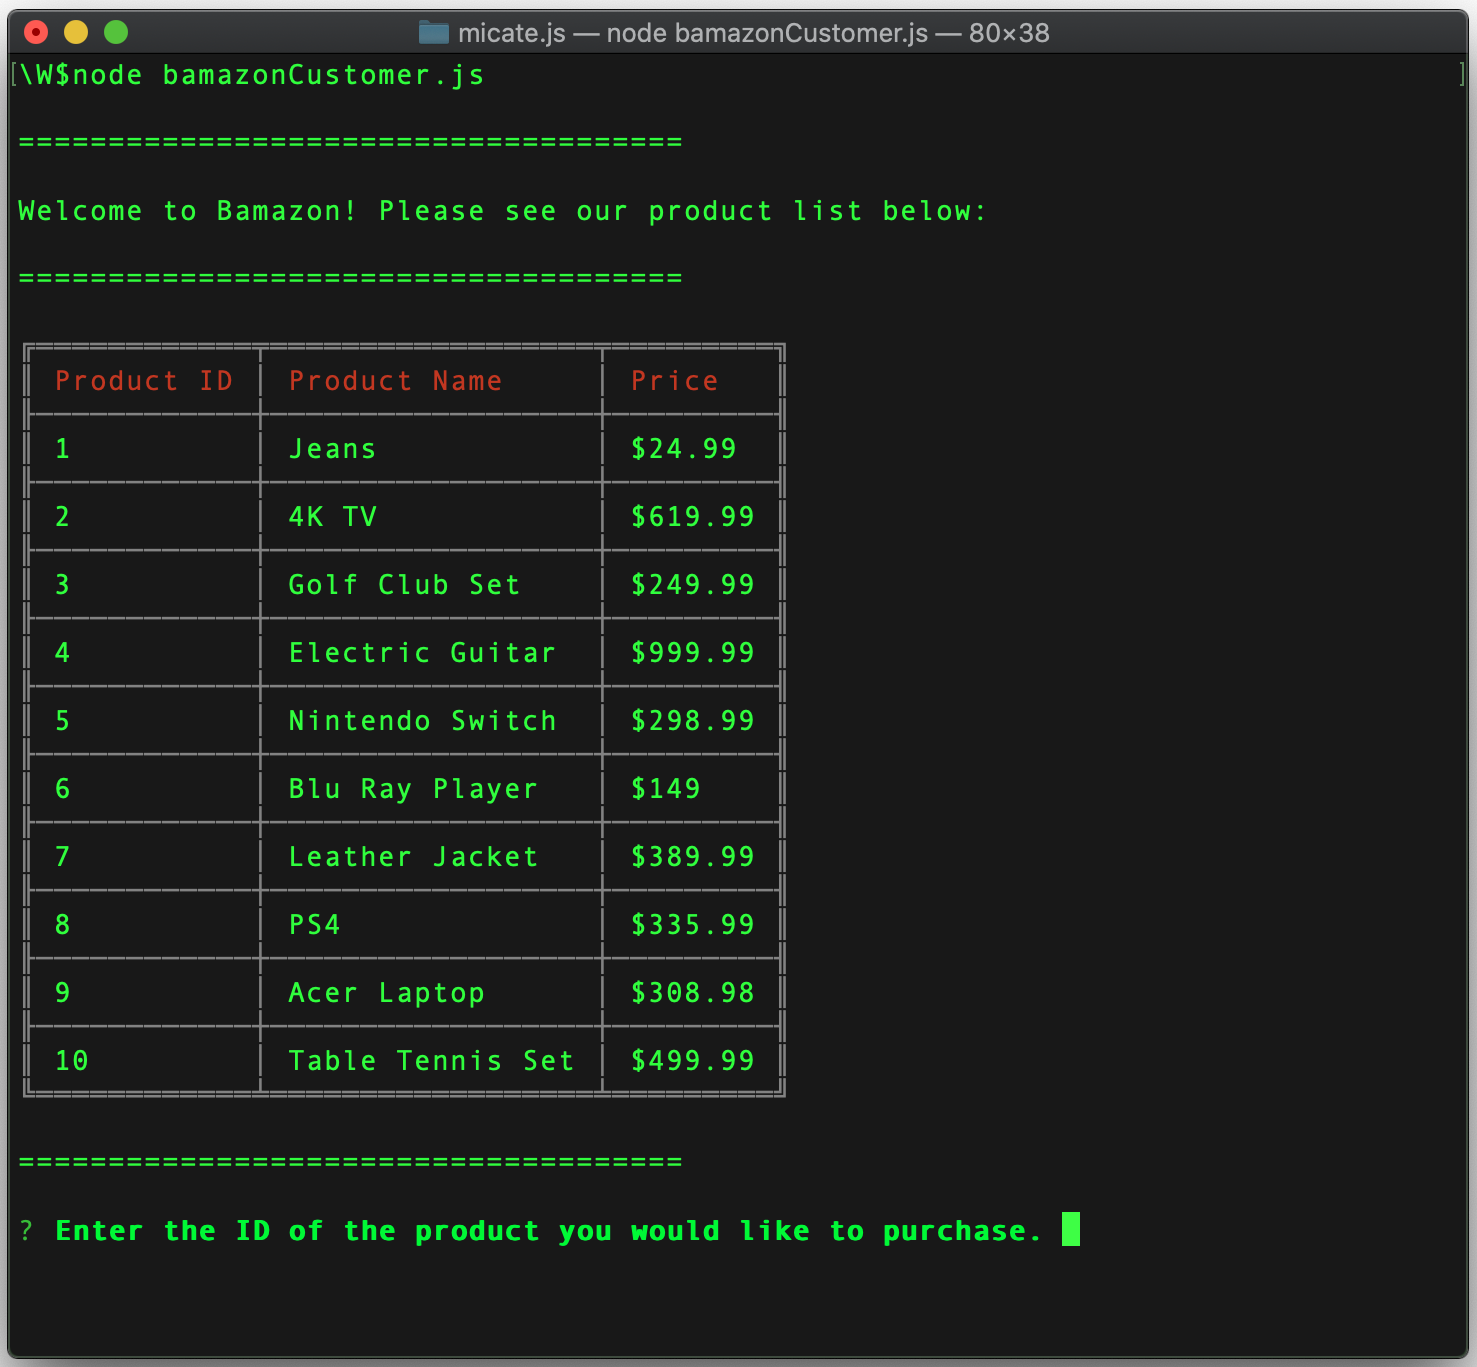 micate.js — node bamazonCustomer.js — 80×38
[\W$node bamazonCustomer.js ]
=====================================
Welcome to Bamazon! Please see our product list below:
=====================================
Product ID Product Name Price
1 Jeans $24.99
2 4K TV $619.99
3 Golf Club Set $249.99
4 Electric Guitar $999.99
5 Nintendo Switch $298.99
6 Blu Ray Player $149
7 Leather Jacket $389.99
8 PS4 $335.99
9 Acer Laptop $308.98
10 Table Tennis Set $499.99
=====================================
? Enter the ID of the product you would like to purchase.